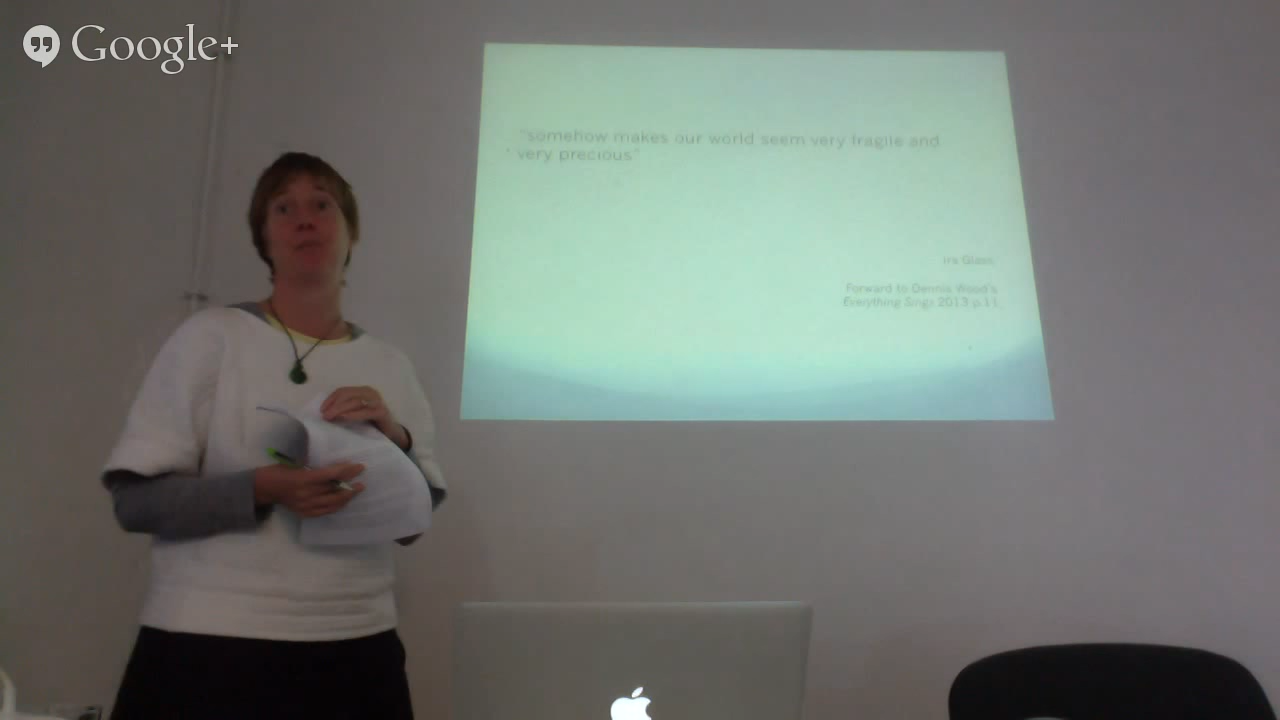 Google+
"somehow makes our world seem very fragile and
very precious"
Ira Glass
Forward to Dennis Wood's
Everything Sings 2013 p.11